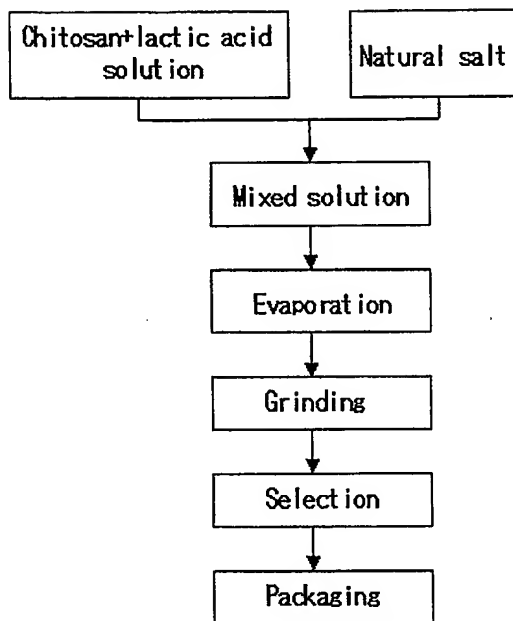 Chitosan+lactic acid
solution
Natural salt
Mixed solution
Evaporation
Grinding
Selection
Packaging